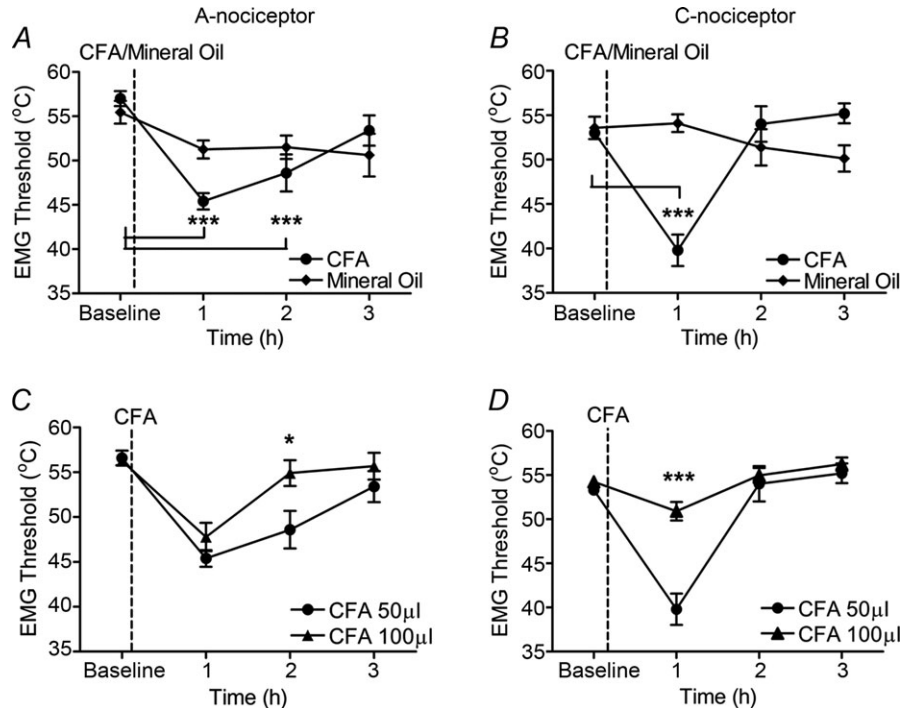 A-nociceptor
C-nociceptor
A
CFA/Mineral Oil
EMG Threshold (°C)
60
55
50
45
40
35
***
***
CFA
Mineral Oil
Baseline
1
2
3
Time (h)
B
CFA/Mineral Oil
EMG Threshold (°C)
60
55
50
45
40
35
***
CFA
Mineral Oil
Baseline
1
2
3
Time (h)
C
CFA
EMG Threshold (°C)
60
55
50
45
40
35
*
CFA 50µl
CFA 100µl
Baseline
1
2
3
Time (h)
D
CFA
EMG Threshold (°C)
60
55
50
45
40
35
***
CFA 50µl
CFA 100µl
Baseline
1
2
3
Time (h)